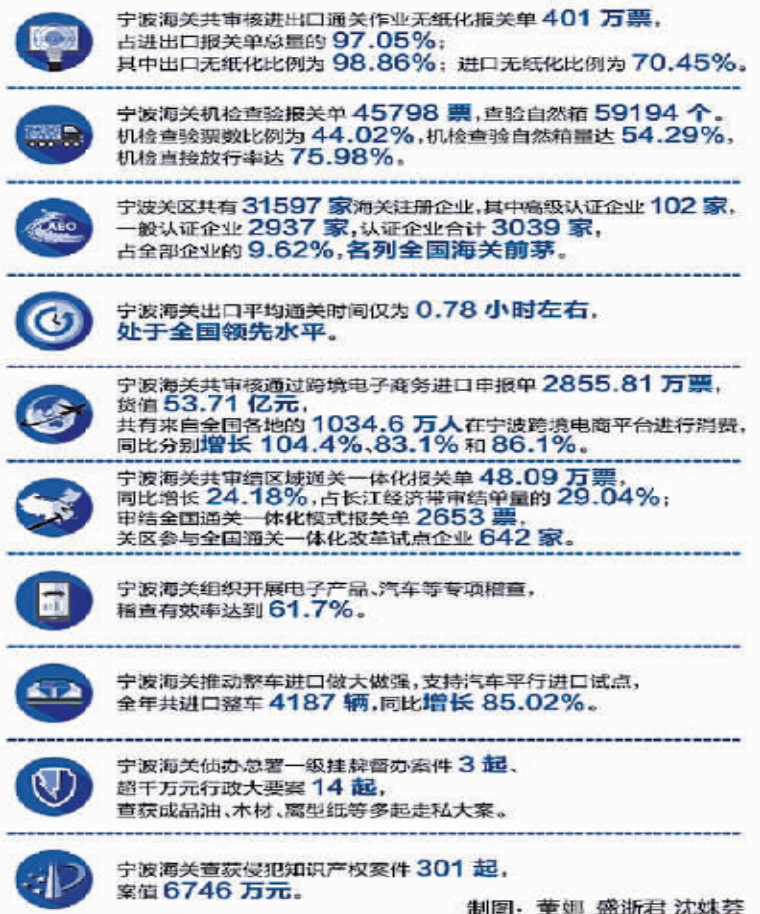 宁波海关共审核进出口通关作业无纸化报关单 401 万票，
占进出口报关单总量的 97.05%；
其中出口无纸化比例为 98.86%；进口无纸化比例为 70.45%。
宁波海关机检查验报关单 45798 票，查验自然箱 59194 个。
机检查验票数比例为 44.02%，机检查验自然箱量达 54.29%，
机检直接放行率达 75.98%。
AEO
宁波关区共有 31597 家海关注册企业，其中高级认证企业 102 家，
一般认证企业 2937 家，认证企业合计 3039 家，
占全部企业的 9.62%，名列全国海关前茅。
宁波海关出口平均通关时间仅为 0.78 小时左右，
处于全国领先水平。
宁波海关共审核通过跨境电子商务进口申报单 2855.81 万票，
货值 53.71 亿元，
共有来自全国各地的 1034.6 万人在宁波跨境电商平台进行消费，
同比分别增长 104.4%、83.1% 和 86.1%。
宁波海关共审结区域通关一体化报关单 48.09 万票，
同比增长 24.18%，占长江经济带审结单量的 29.04%；
审结全国通关一体化模式报关单 2653 票，
关区参与全国通关一体化改革试点企业 642 家。
宁波海关组织开展电子产品、汽车等专项稽查，
稽查有效率达到 61.7%。
宁波海关推动整车进口做大做强，支持汽车平行进口试点，
全年共进口整车 4187 辆，同比增长 85.02%。
宁波海关侦办总署一级挂牌督办案件 3 起、
超千万元行政大要案 14 起，
查获成品油、木材、离型纸等多起走私大案。
宁波海关查获侵犯知识产权案件 301 起，
案值 6746 万元。
制图：董娜 盛浙君 沈姝荟